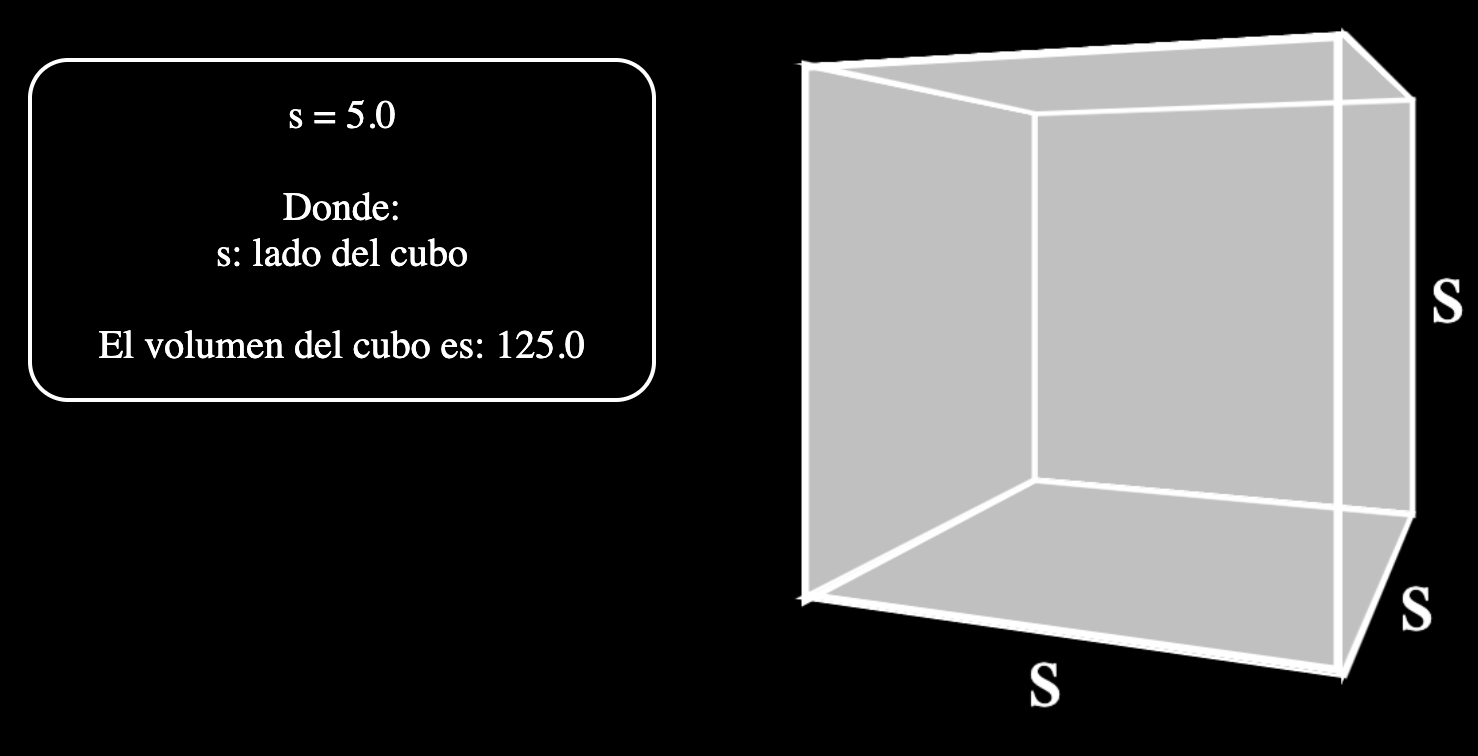 s = 5.0
Donde:
s: lado del cubo
El volumen del cubo es: 125.0
S
S
S